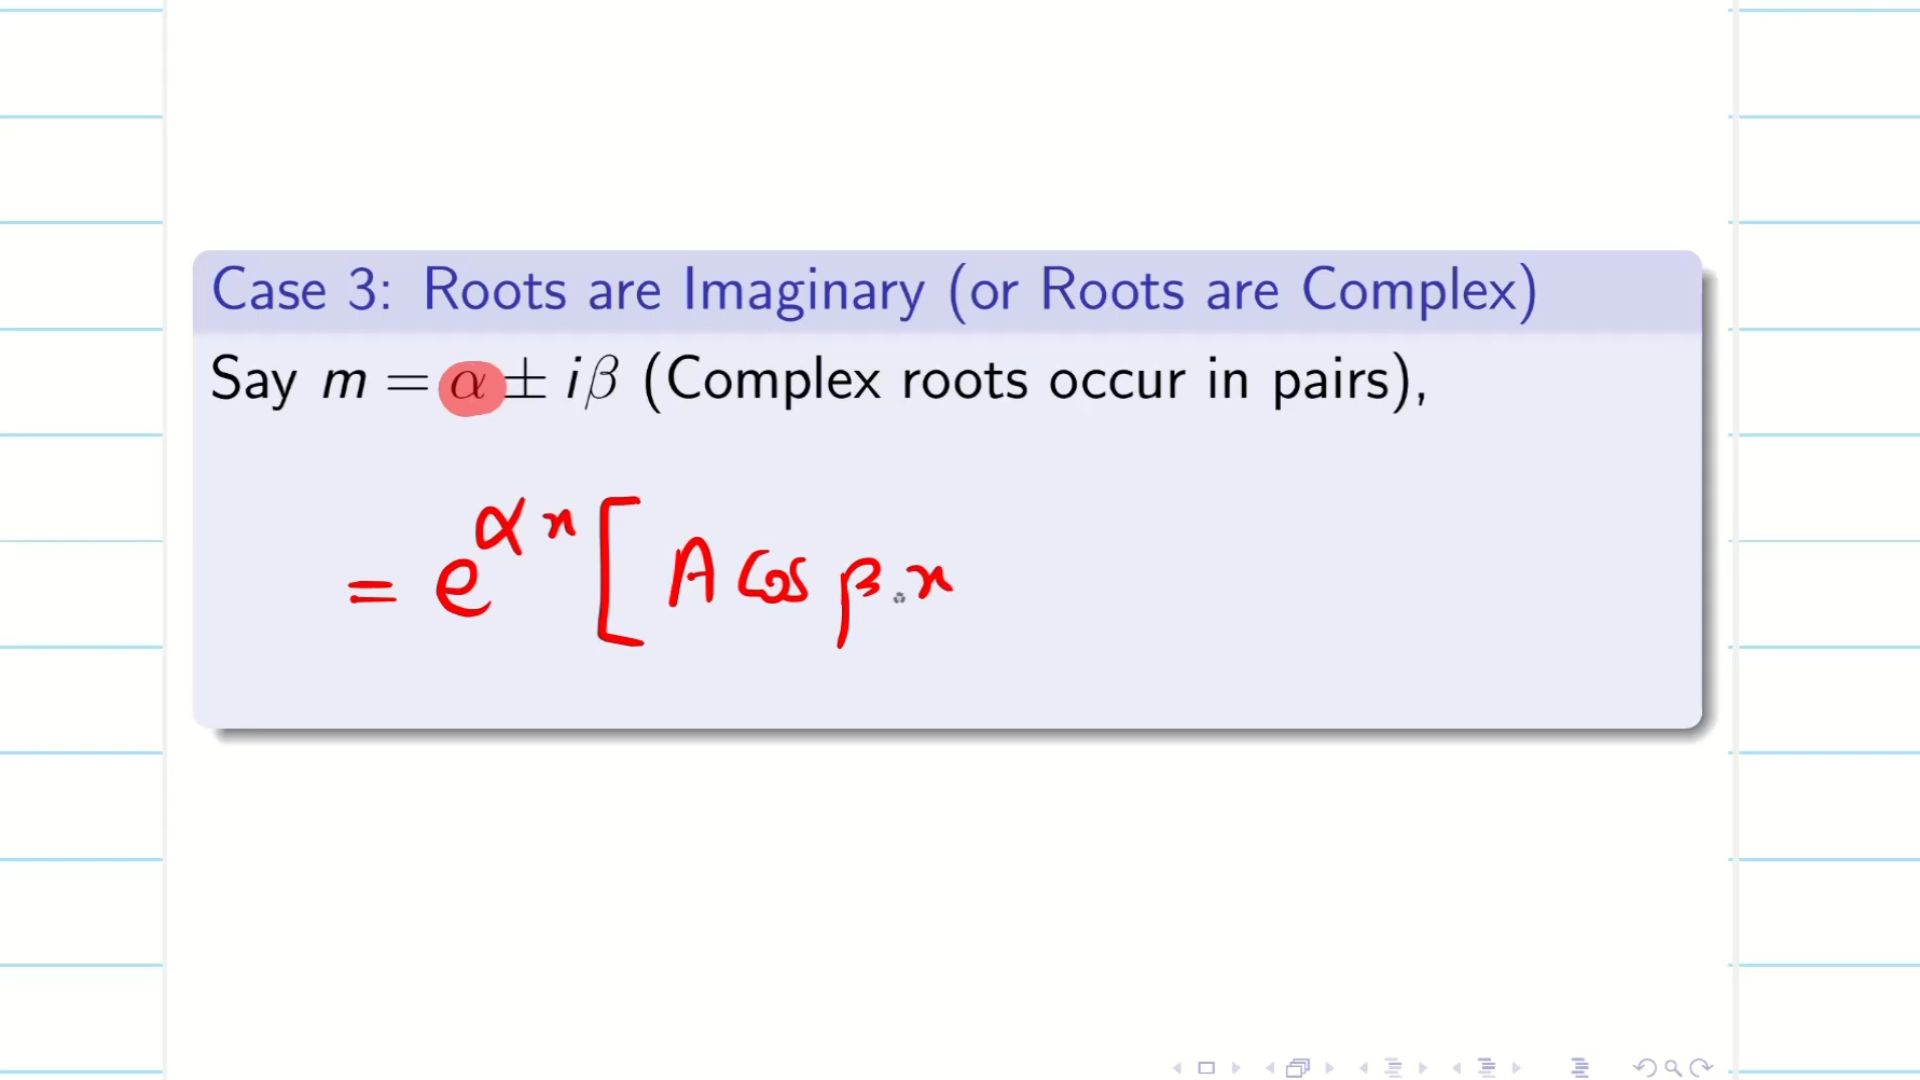 Case 3: Roots are Imaginary (or Roots are Complex)
Say m = α ± iβ (Complex roots occur in pairs),
= e^{αx} [ A cos β.x